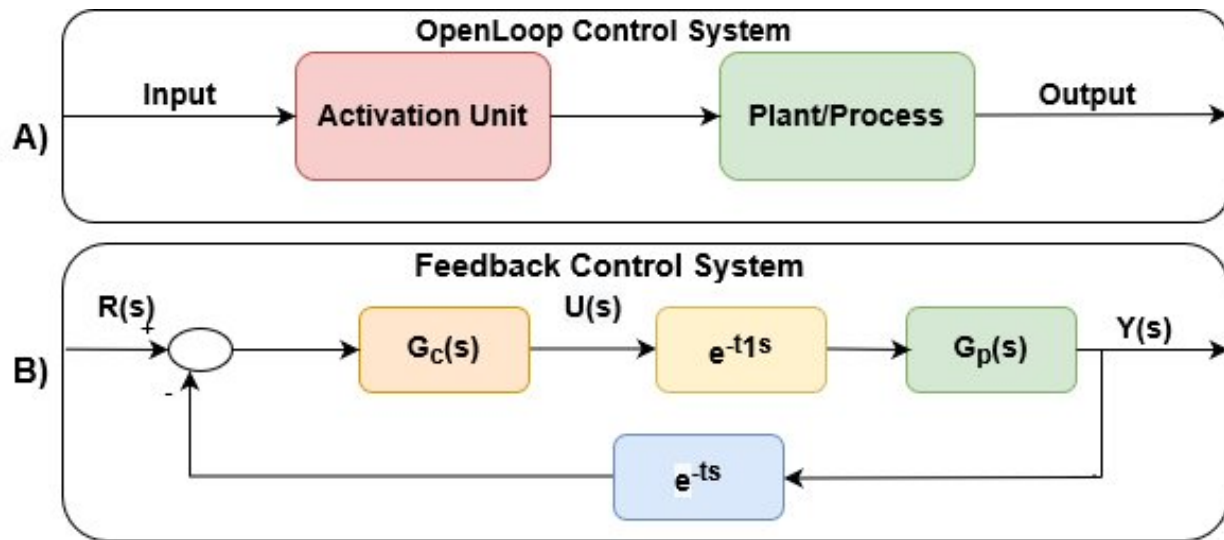 OpenLoop Control System
A)
Input
Activation Unit
Plant/Process
Output
Feedback Control System
B)
R(s)
+
-
Gc(s)
U(s)
e-t1s
Gp(s)
Y(s)
e-ts